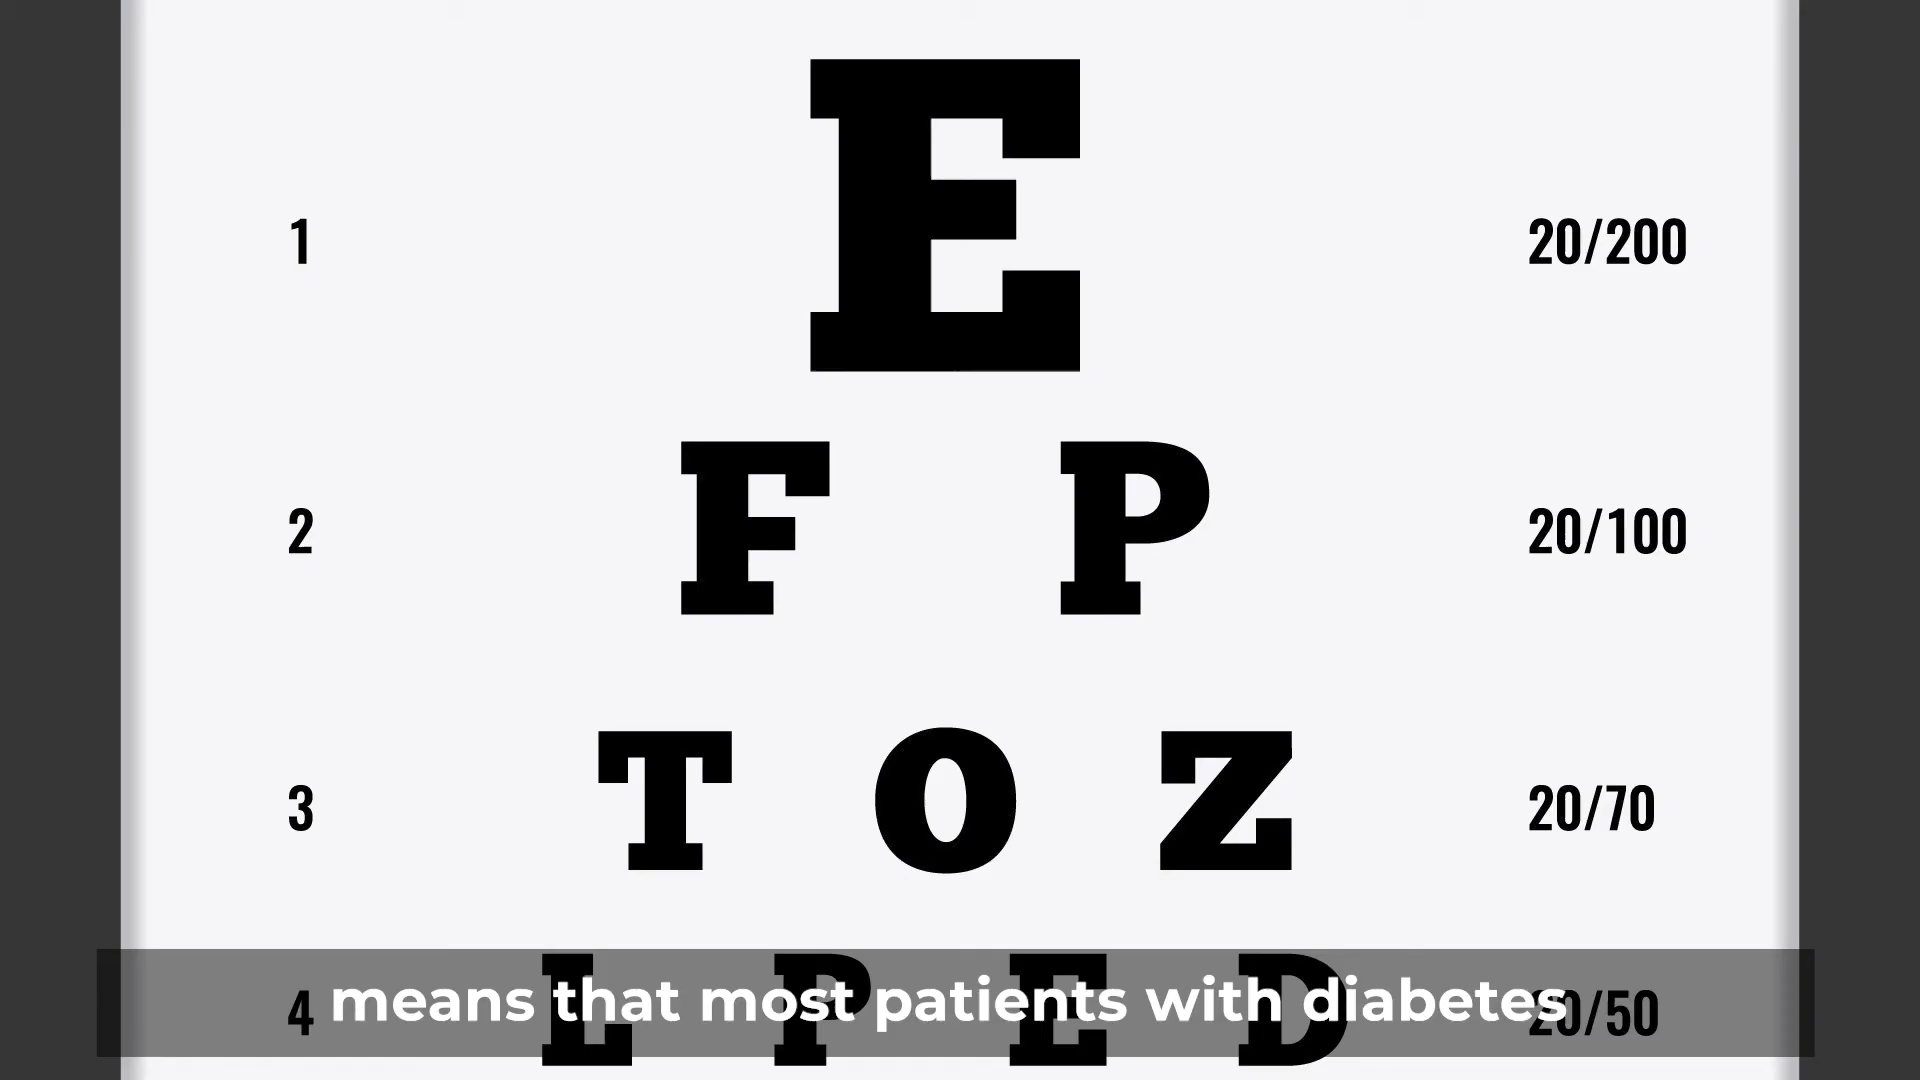 1 E 20/200
2 F P 20/100
3 T O Z 20/70
4 L P E D 20/50
means that most patients with diabetes